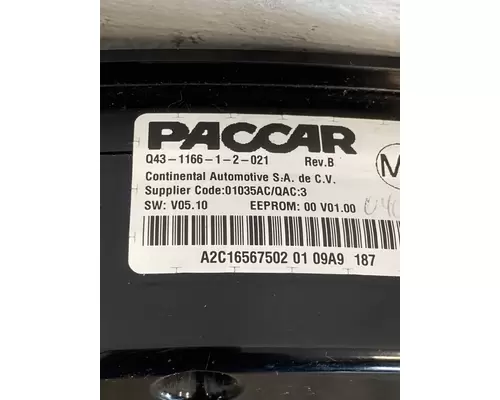 PACCAR
Q43-1166-1-2-021 Rev.B
Continental Automotive S.A. de C.V.
Supplier Code:01035AC/QAC:3
SW: V05.10 EEPROM: 00 V01.00
A2C16567502 01 09A9 187
M